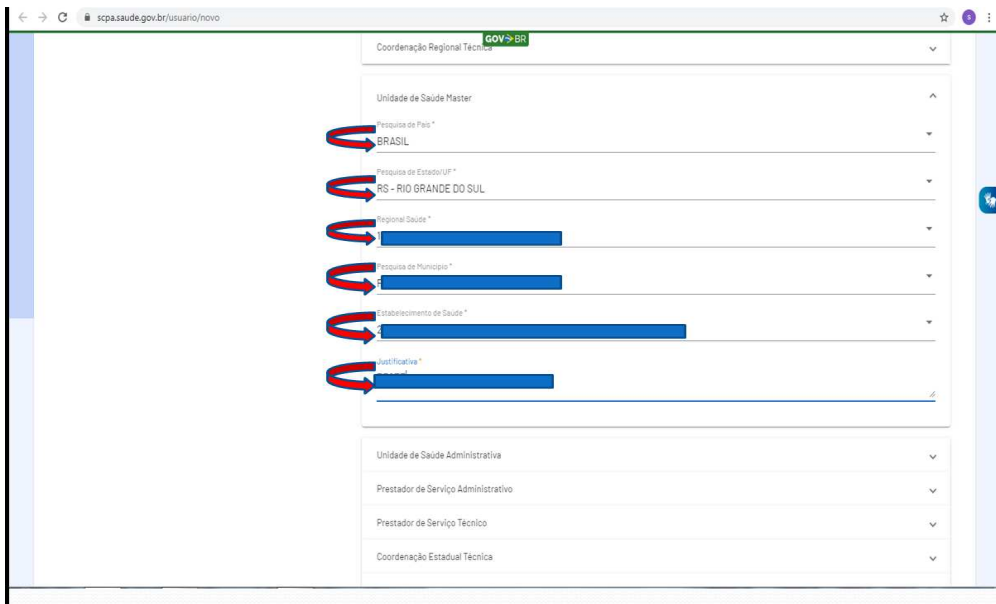 scpa.saude.gov.br/usuario/novo
S
GOV BR
Coordenação Regional Técnica
Unidade de Saúde Master
Pesquisa de País *
BRASIL
Pesquisa de Estado/UF *
RS - RIO GRANDE DO SUL
Regional Saúde *
Pesquisa de Município *
Estabelecimento de Saúde *
Justificativa *
Unidade de Saúde Administrativa
Prestador de Serviço Administrativo
Prestador de Serviço Técnico
Coordenação Estadual Técnica